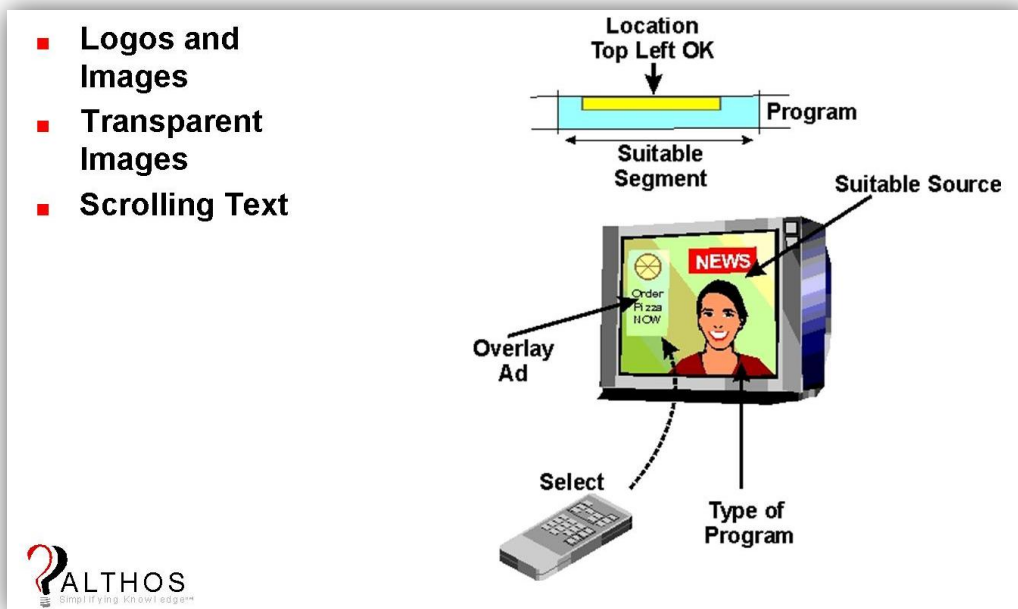 Logos and
Images
Transparent
Images
Scrolling Text
Location
Top Left OK
Program
Suitable
Segment
Suitable Source
NEWS
Order
Pizza
NOW
Overlay
Ad
Select
Type of
Program
ALTHOS
Simplifying Knowledge℠